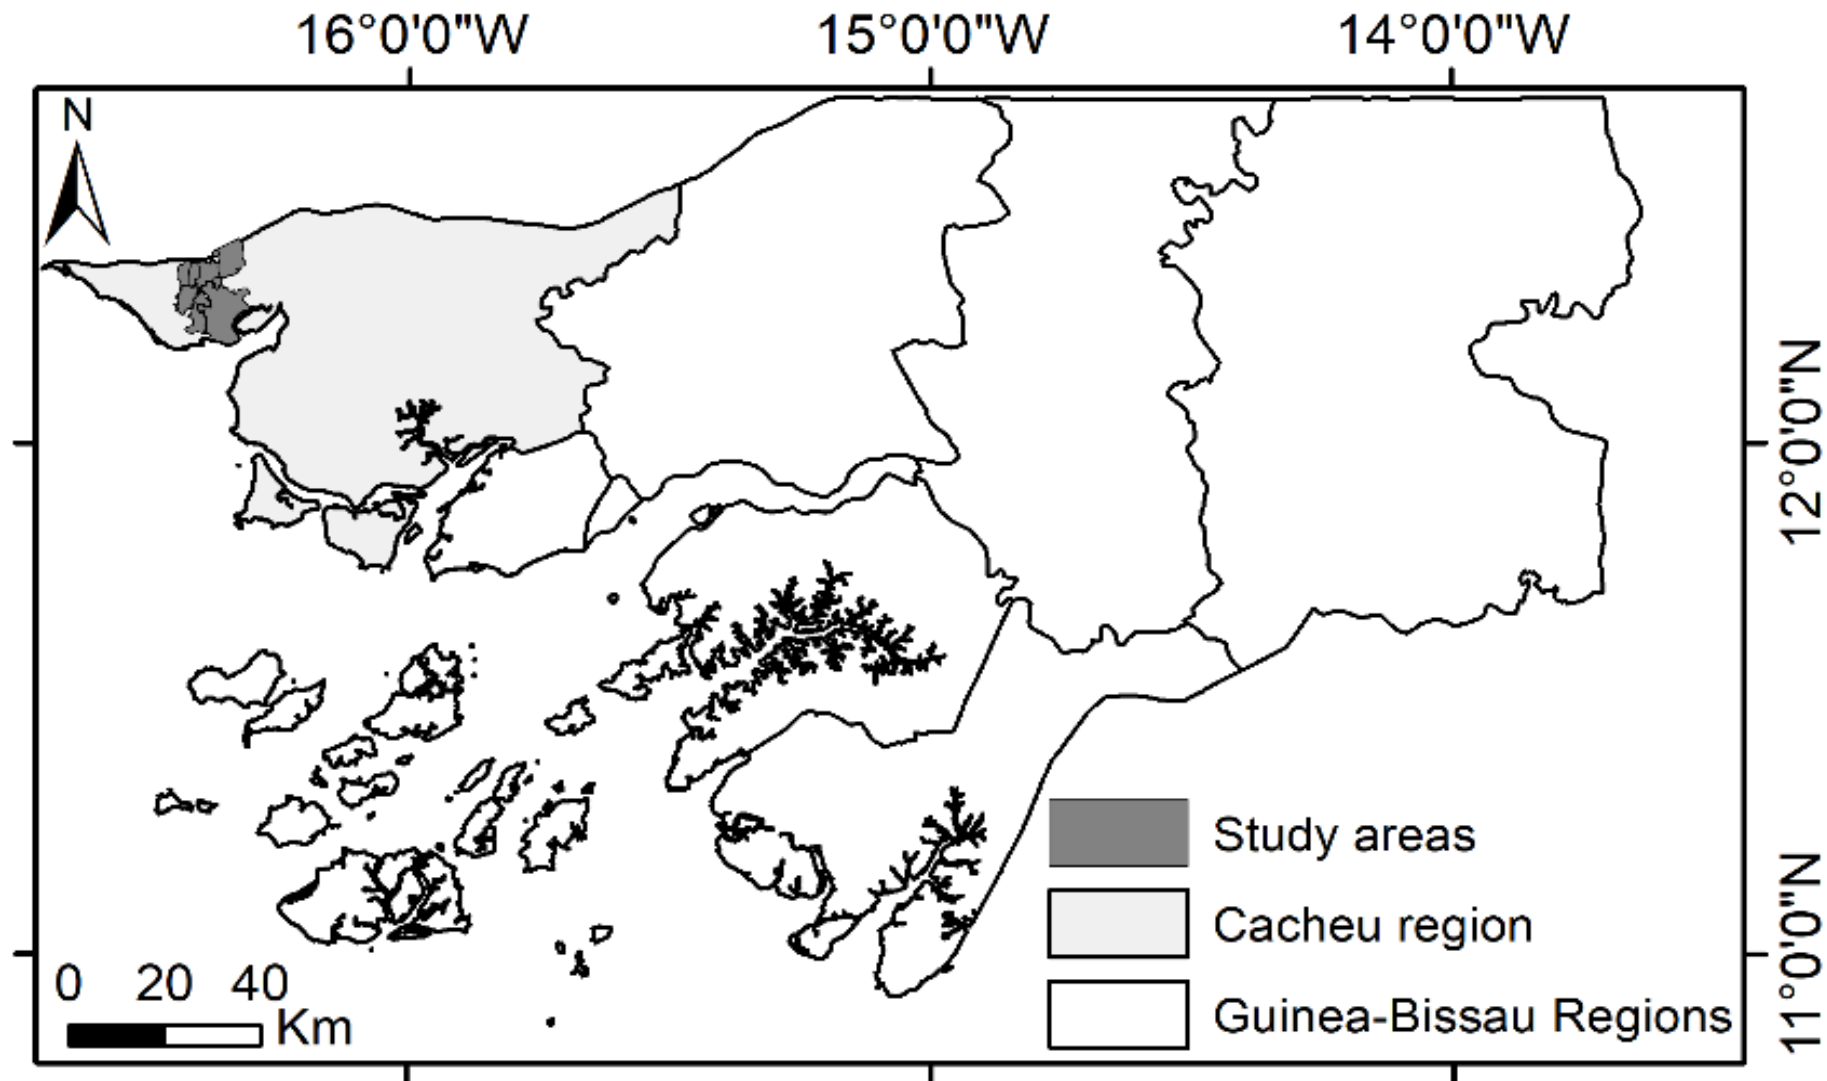 16°0'0"W 15°0'0"W 14°0'0"W
N
12°0'0"N
Study areas
Cacheu region
11°0'0"N
0 20 40
Km
Guinea-Bissau Regions